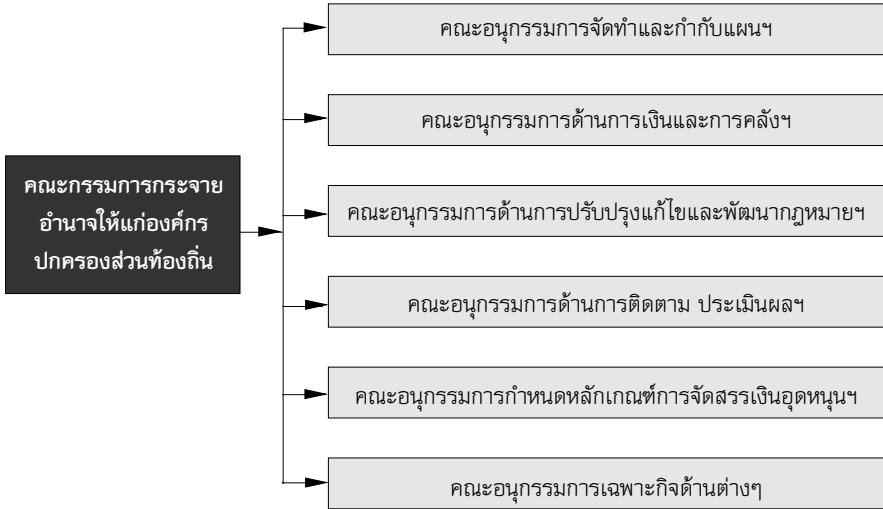 คณะอนุกรรมการจัดทำและกำกับแผนฯ
คณะอนุกรรมการด้านการเงินและการคลังฯ
คณะกรรมการกระจาย
อำนาจให้แก่องค์กร
ปกครองส่วนท้องถิ่น
คณะอนุกรรมการด้านการปรับปรุงแก้ไขและพัฒนากฎหมายฯ
คณะอนุกรรมการด้านการติดตาม ประเมินผลฯ
คณะอนุกรรมการกำหนดหลักเกณฑ์การจัดสรรเงินอุดหนุนฯ
คณะอนุกรรมการเฉพาะกิจด้านต่างๆ